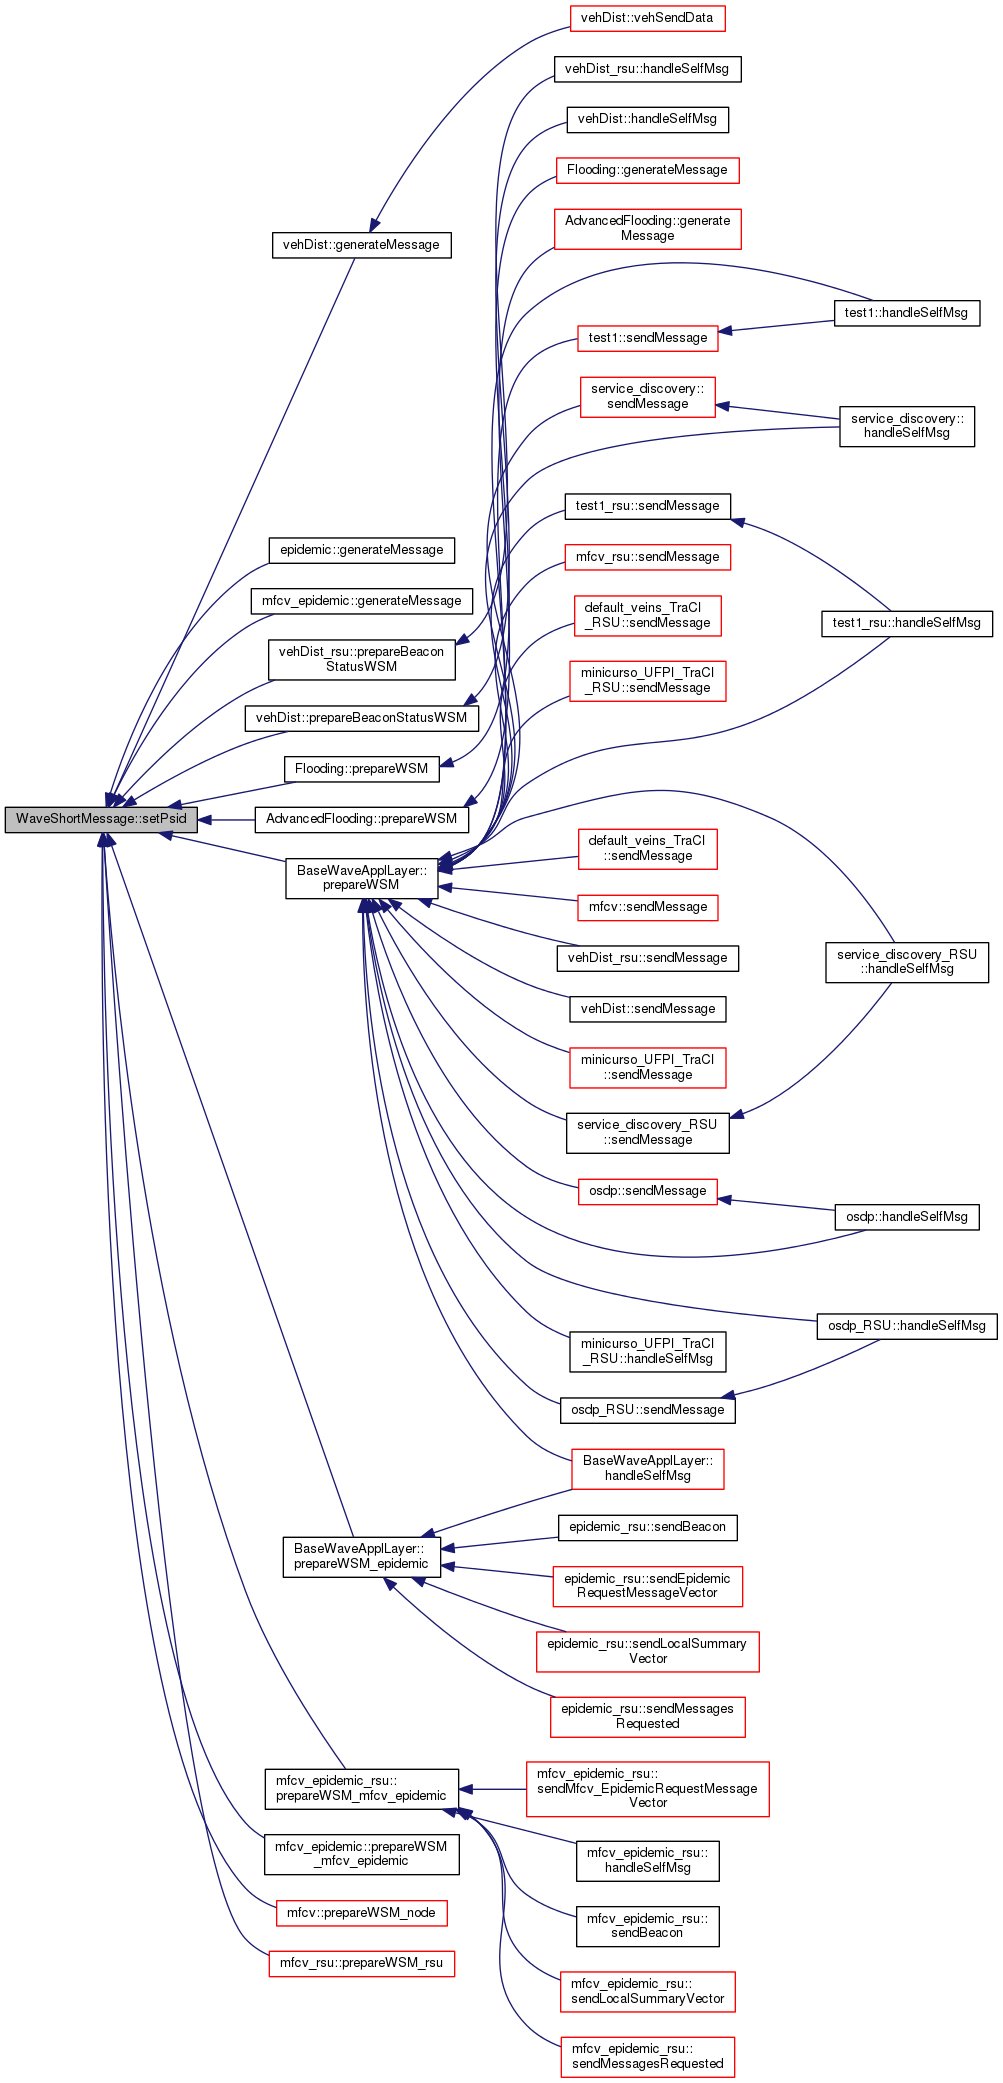 vehDist::vehSendData
vehDist_rsu::handleSelfMsg
vehDist::handleSelfMsg
Flooding::generateMessage
AdvancedFlooding::generate
Message
vehDist::generateMessage
test1::handleSelfMsg
test1::sendMessage
service_discovery::
sendMessage
service_discovery::
handleSelfMsg
test1_rsu::sendMessage
epidemic::generateMessage
mfcv_rsu::sendMessage
mfcv_epidemic::generateMessage
default_veins_TraCI
_RSU::sendMessage
test1_rsu::handleSelfMsg
vehDist_rsu::prepareBeacon
StatusWSM
minicurso_UFPI_TraCI
_RSU::sendMessage
vehDist::prepareBeaconStatusWSM
Flooding::prepareWSM
WaveShortMessage::setPsid
AdvancedFlooding::prepareWSM
default_veins_TraCI
::sendMessage
BaseWaveApplLayer::
prepareWSM
mfcv::sendMessage
vehDist_rsu::sendMessage
service_discovery_RSU
::handleSelfMsg
vehDist::sendMessage
minicurso_UFPI_TraCI
::sendMessage
service_discovery_RSU
::sendMessage
osdp::sendMessage
osdp::handleSelfMsg
osdp_RSU::handleSelfMsg
minicurso_UFPI_TraCI
_RSU::handleSelfMsg
osdp_RSU::sendMessage
BaseWaveApplLayer::
handleSelfMsg
epidemic_rsu::sendBeacon
BaseWaveApplLayer::
prepareWSM_epidemic
epidemic_rsu::sendEpidemic
RequestMessageVector
epidemic_rsu::sendLocalSummary
Vector
epidemic_rsu::sendMessages
Requested
mfcv_epidemic_rsu::
prepareWSM_mfcv_epidemic
mfcv_epidemic_rsu::
sendMfcv_EpidemicRequestMessage
Vector
mfcv_epidemic::prepareWSM
_mfcv_epidemic
mfcv_epidemic_rsu::
handleSelfMsg
mfcv::prepareWSM_node
mfcv_epidemic_rsu::
sendBeacon
mfcv_rsu::prepareWSM_rsu
mfcv_epidemic_rsu::
sendLocalSummaryVector
mfcv_epidemic_rsu::
sendMessagesRequested